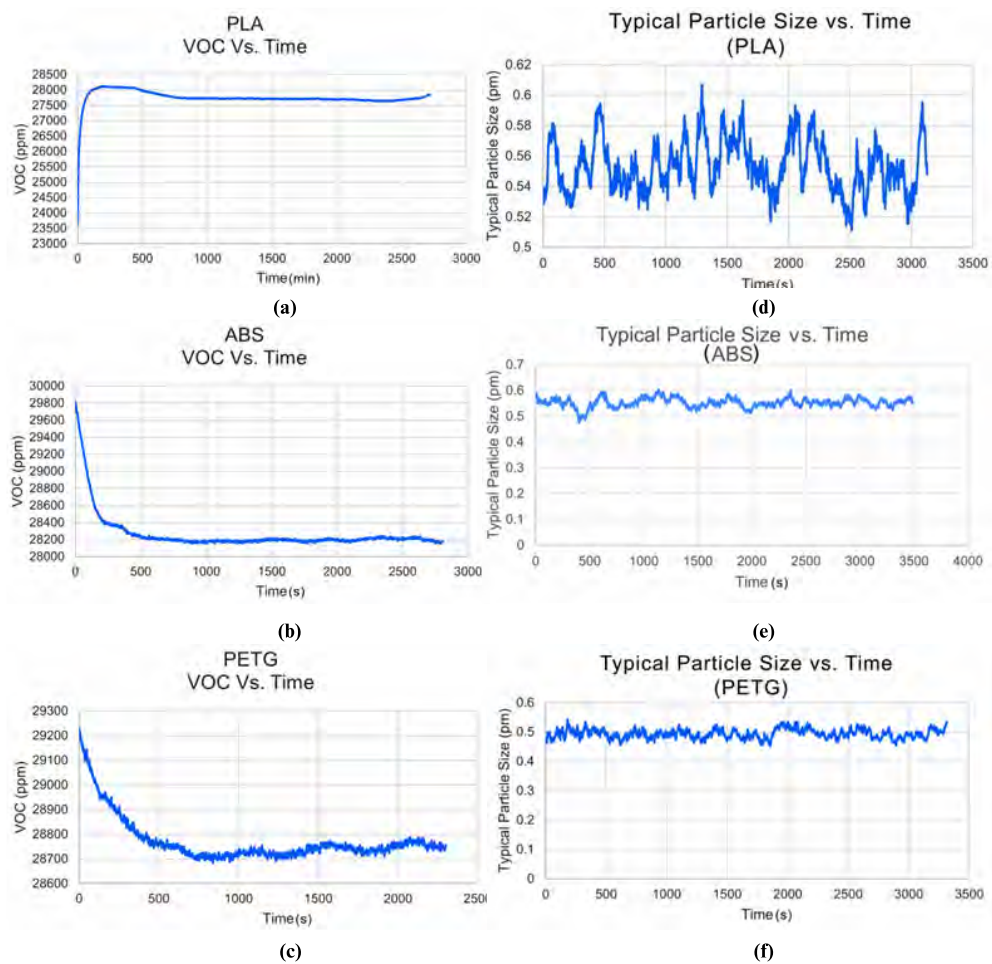 PLA
VOC Vs. Time
28500
28000
27500
27000
26500
26000
25500
25000
24500
24000
23500
23000
VOC (ppm)
0 500 1000 1500 2000 2500 3000
Time(min)
(a)
Typical Particle Size vs. Time
(PLA)
0.62
0.6
0.58
0.56
0.54
0.52
0.5
Typical Particle Size (pm)
0 500 1000 1500 2000 2500 3000 3500
Time(s)
(d)
ABS
VOC Vs. Time
30000
29800
29600
29400
29200
29000
28800
28600
28400
28200
28000
VOC (ppm)
0 500 1000 1500 2000 2500 3000
Time(s)
(b)
Typical Particle Size vs. Time
(ABS)
0.7
0.6
0.5
0.4
0.3
0.2
0.1
0
Typical Particle Size (pm)
0 500 1000 1500 2000 2500 3000 3500 4000
Time (s)
(e)
PETG
VOC Vs. Time
29300
29200
29100
29000
28900
28800
28700
28600
VOC (ppm)
0 500 1000 1500 2000 250
Time(s)
(c)
Typical Particle Size vs. Time
(PETG)
0.6
0.5
0.4
0.3
0.2
0.1
0
Typical Particle Size (pm)
0 500 1000 1500 2000 2500 3000 3500
Time(s)
(f)